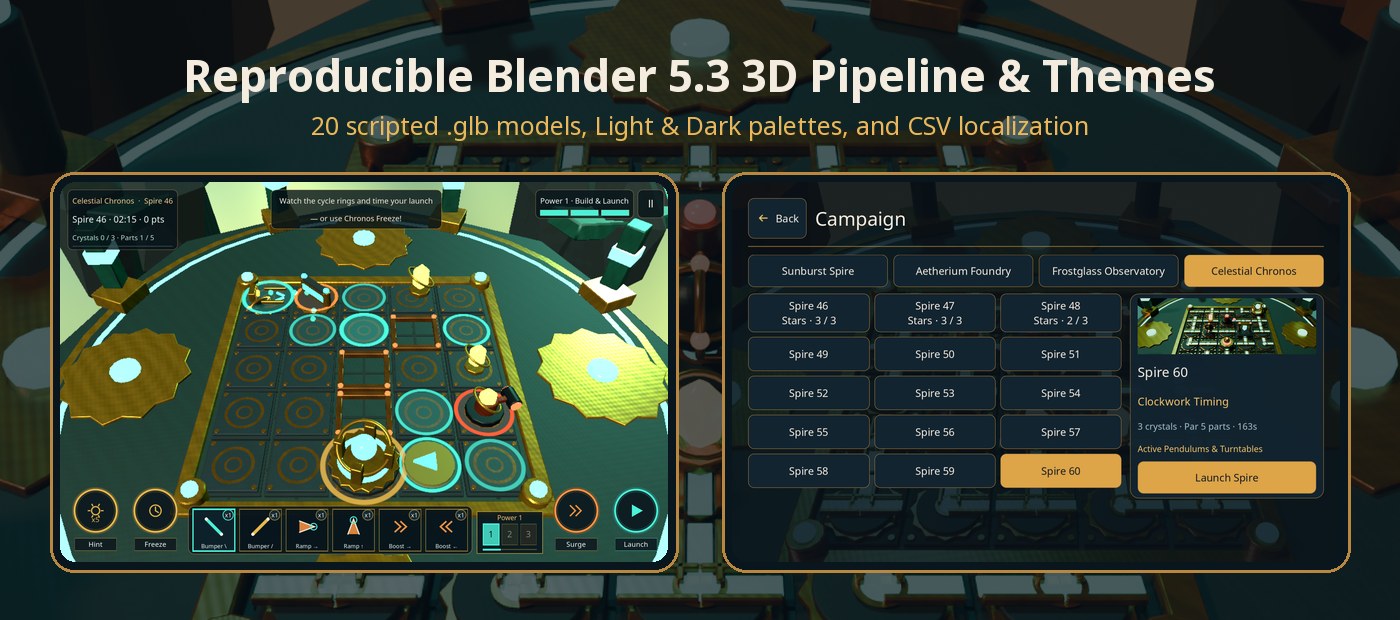 Reproducible Blender 5.3 3D Pipeline & Themes
20 scripted .glb models, Light & Dark palettes, and CSV localization
Celestial Chronos · Spire 46
Spire 46 · 02:15 · 0 pts
Crystals 0 / 3 · Parts 1 / 5
Watch the cycle rings and time your launch
— or use Chronos Freeze!
Power 1 · Build & Launch
x5
Hint
Freeze
x1
Bumper \
x1
Bumper /
x1
Ramp →
x1
Ramp ↑
x1
Boost →
x1
Boost ←
Power 1
1 2 3
Surge
Launch
← Back
Campaign
Sunburst Spire
Aetherium Foundry
Frostglass Observatory
Celestial Chronos
Spire 46
Stars · 3 / 3
Spire 47
Stars · 3 / 3
Spire 48
Stars · 2 / 3
Spire 49
Spire 50
Spire 51
Spire 52
Spire 53
Spire 54
Spire 55
Spire 56
Spire 57
Spire 58
Spire 59
Spire 60
Spire 60
Clockwork Timing
3 crystals · Par 5 parts · 163s
Active Pendulums & Turntables
Launch Spire